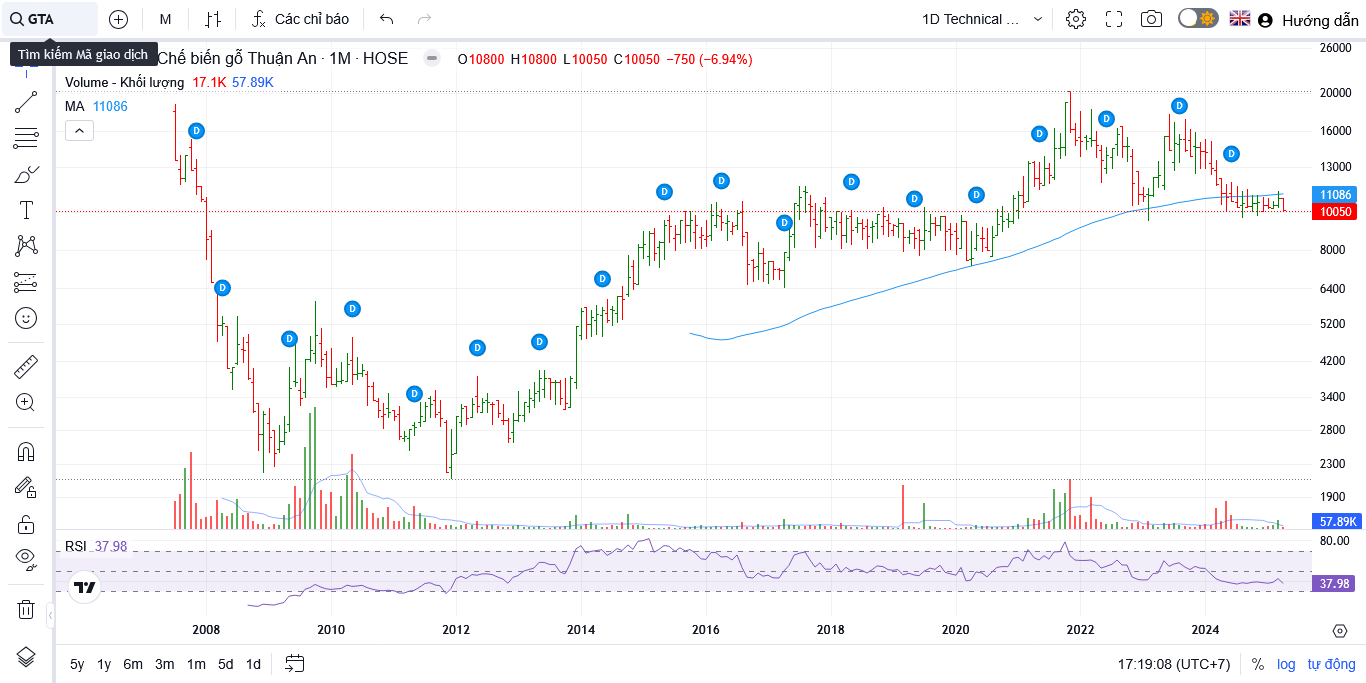 GTA M Các chỉ báo 1D Technical ... Hướng dẫn
Tìm kiếm Mã giao dịch
Chế biến gỗ Thuận An · 1M · HOSE O10800 H10800 L10050 C10050 −750 (−6.94%)
Volume - Khối lượng 17.1K 57.89K
MA 11086
26000
20000
16000
13000
11086
10050
8000
6400
5200
4200
3400
2800
2300
1900
57.89K
D D D D D D D D D D D D D D D D D D
RSI 37.98
80.00
37.98
2008 2010 2012 2014 2016 2018 2020 2022 2024
5y 1y 6m 3m 1m 5d 1d 17:19:08 (UTC+7) % log tự động